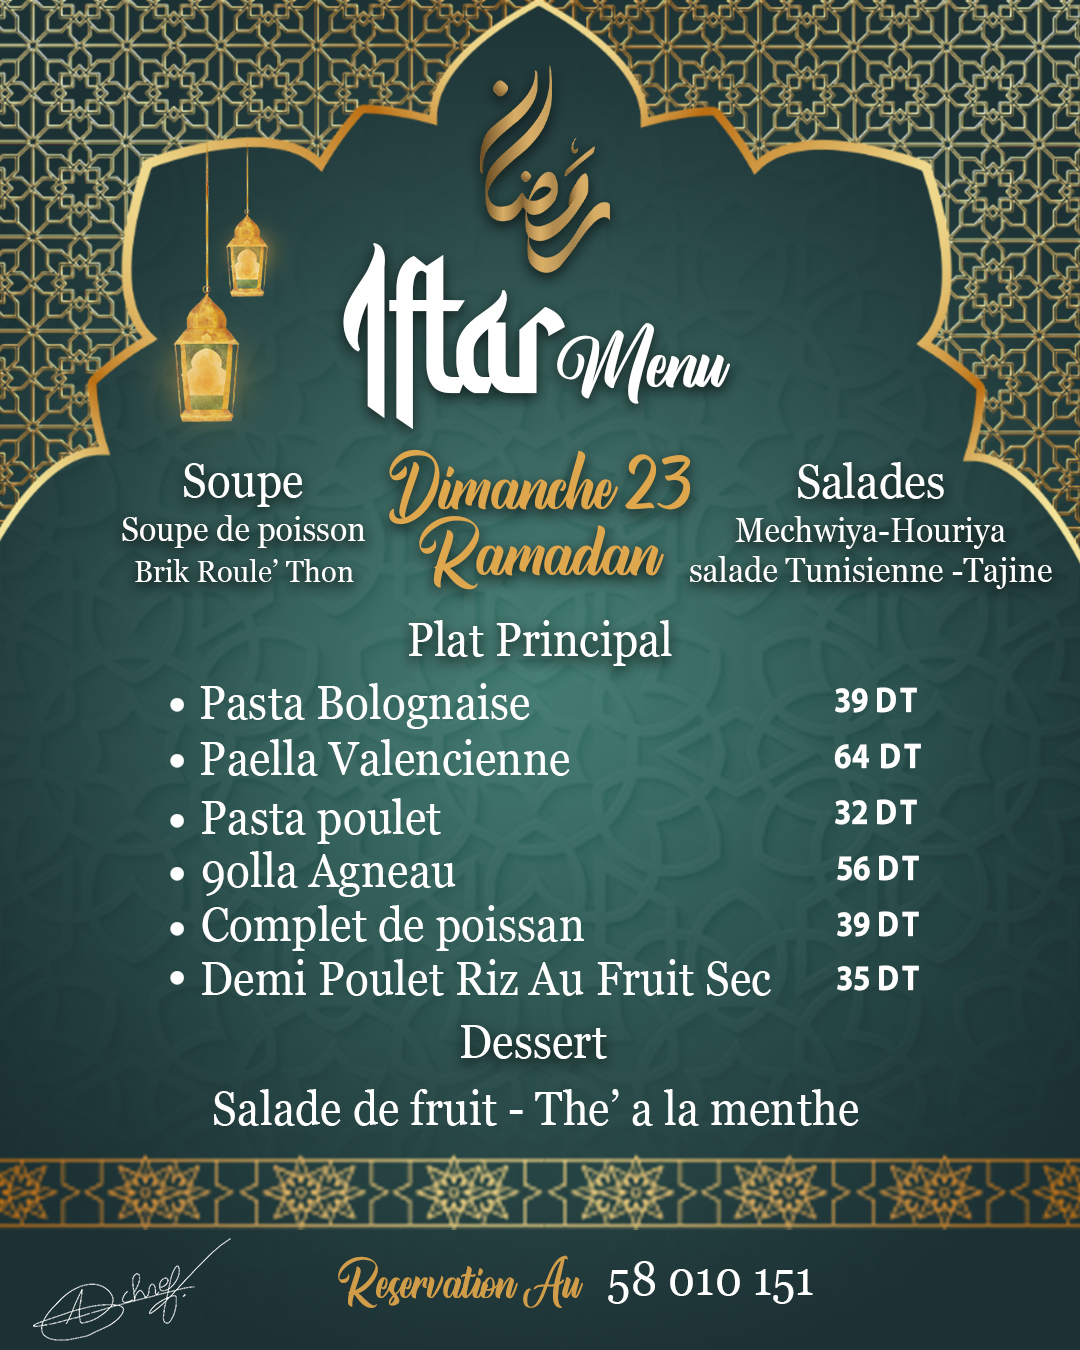 رمضان
Iftar Menu
Dimanche 23
Ramadan
Soupe
Soupe de poisson
Brik Roule’ Thon
Salades
Mechwiya-Houriya
salade Tunisienne -Tajine
Plat Principal
• Pasta Bolognaise 39 DT
• Paella Valencienne 64 DT
• Pasta poulet 32 DT
• 9olla Agneau 56 DT
• Complet de poissan 39 DT
• Demi Poulet Riz Au Fruit Sec 35 DT
Dessert
Salade de fruit - The’ a la menthe
Reservation Au 58 010 151